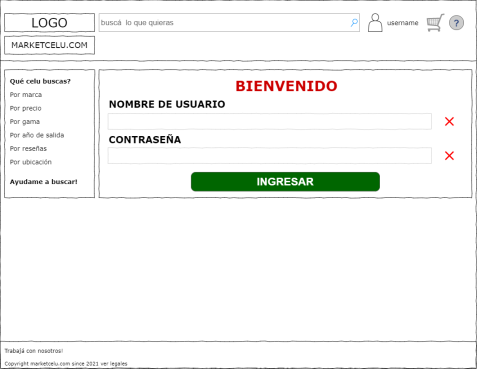 LOGO
buscá lo que quieras
username
?
MARKETCELU.COM
Qué celu buscas?
Por marca
Por precio
Por gama
Por año de salida
Por reseñas
Por ubicación
Ayudame a buscar!
BIENVENIDO
NOMBRE DE USUARIO
CONTRASEÑA
INGRESAR
Trabajá con nosotros!
Copyright marketcelu.com since 2021 ver legales